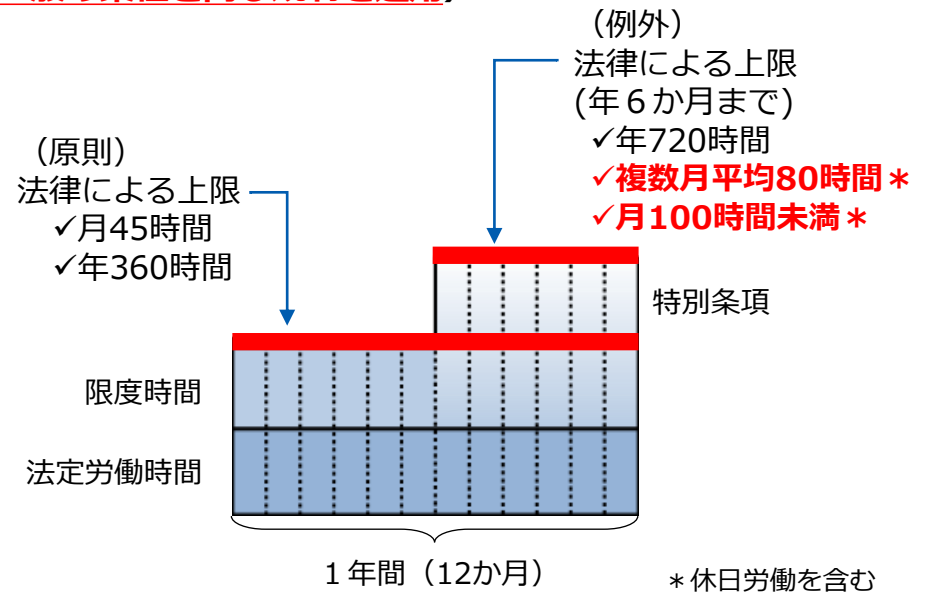 （例外）
法律による上限
(年６か月まで)
✓年720時間
✓複数月平均80時間＊
✓月100時間未満＊
（原則）
法律による上限
✓月45時間
✓年360時間
特別条項
限度時間
法定労働時間
１年間（12か月）
＊休日労働を含む